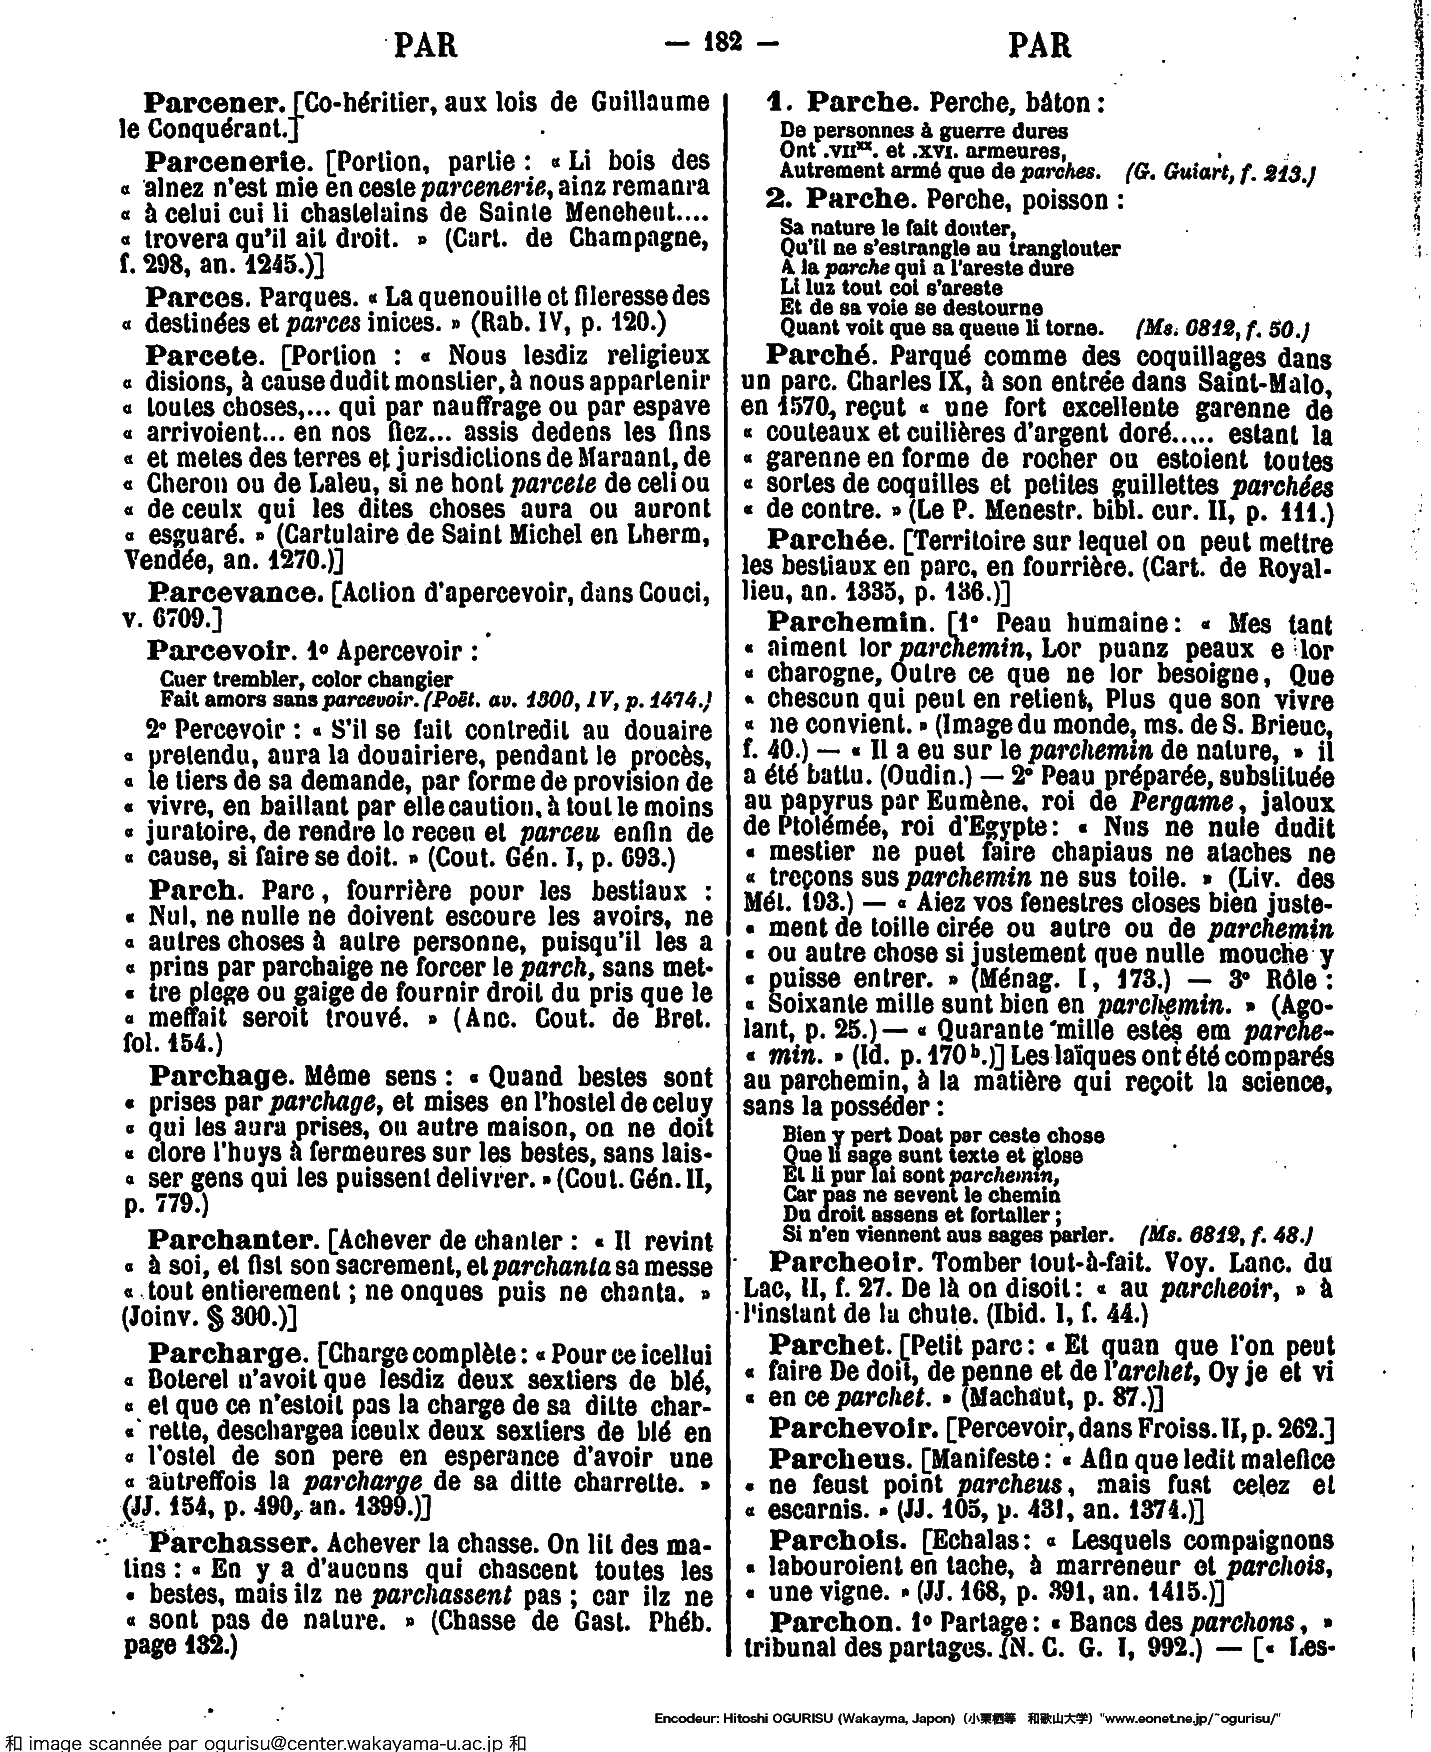 PAR — 182 — PAR
Parcener. [Co-héritier, aux lois de Guillaume
le Conquérant.]
Parcenerie. [Portion, partie : « Li bois des
« alnez n'est mie en ceste parcenerie, ainz remanra
« à celui cui li chastelains de Sainte Meneheut....
« trovera qu'il ait droit. » (Cart. de Champagne,
f. 298, an. 1245.)]
Parces. Parques. « La quenouille et fileresse des
« destinées et parces inices. » (Rab. IV, p. 120.)
Parcete. [Portion : « Nous lesdiz religieux
« disions, à cause dudit monstier, à nous appartenir
« toutes choses,... qui par nauffrage ou par espave
« arrivoient... en nos fiez... assis dedens les fins
« et metes des terres et jurisdictions de Marnant, de
« Cheron ou de Laleu, si ne hont parcete de celi ou
« de ceulx qui les dites choses aura ou auront
« esguaré. » (Cartulaire de Saint Michel en Lherm,
Vendée, an. 1270.)]
Parcevance. [Action d'apercevoir, dans Couci,
v. 6709.]
Parcevoir. 1º Apercevoir :
Cuer trembler, color changier
Fait amors sans parcevoir. (Poët. av. 1300, IV, p. 1474.)
2º Percevoir : « S'il se fait contredit au douaire
« pretendu, aura la douairiere, pendant le procès,
« le tiers de sa demande, par forme de provision de
« vivre, en baillant par elle caution, à tout le moins
« juratoire, de rendre le receu et parceu enfin de
« cause, si faire se doit. » (Cout. Gén. I, p. 693.)
Parch. Parc, fourrière pour les bestiaux :
« Nul, ne nulle ne doivent escoure les avoirs, ne
« autres choses à autre personne, puisqu'il les a
« prins par parchaige ne forcer le parch, sans met-
« tre plege ou gaige de fournir droit du pris que le
« meffait seroit trouvé. » (Anc. Cout. de Bret.
fol. 154.)
Parchage. Même sens : « Quand bestes sont
« prises par parchage, et mises en l'hostel de celuy
« qui les aura prises, ou autre maison, on ne doit
« clore l'huys à fermeures sur les bestes, sans lais-
« ser gens qui les puissent delivrer. » (Cout. Gén. II,
p. 779.)
Parchanter. [Achever de chanter : « Il revint
« à soi, et fist son sacrement, et parchanta sa messe
« tout entierement ; ne onques puis ne chanta. »
(Joinv. § 300.)]
Parcharge. [Charge complète : « Pour ce icellui
« Boterel n'avoit que lesdiz deux sextiers de blé,
« et que ce n'estoit pas la charge de sa ditte char-
« rette, deschargea iceulx deux sextiers de blé en
« l'ostel de son pere en esperance d'avoir une
« autreffois la parcharge de sa ditte charrette. »
(JJ. 154, p. 490, an. 1399.)]
Parchasser. Achever la chasse. On lit des ma-
tins : « En y a d'aucuns qui chascent toutes les
« bestes, mais ilz ne parchassent pas ; car ilz ne
« sont pas de nature. » (Chasse de Gast. Phéb.
page 132.)
1. Parche. Perche, bâton :
De personnes à guerre dures
Ont .VIIXX. et .XVI. armeures,
Autrement armé que de parches. (G. Guiart, f. 213.)
2. Parche. Perche, poisson :
Sa nature le fait douter,
Qu'il ne s'estrangle au tranglouter
A la parche qui a l'areste dure
Li luz tout coi s'areste
Et de sa voie se destourne
Quant voit que sa queue li torne. (Ms. 6812, f. 50.)
Parché. Parqué comme des coquillages dans
un parc. Charles IX, à son entrée dans Saint-Malo,
en 1570, reçut « une fort excellente garenne de
« couteaux et cuilières d'argent doré..... estant la
« garenne en forme de rocher ou estoient toutes
« sortes de coquilles et petites guillettes parchées
« de contre. » (Le P. Menestr. bibl. cur. II, p. 111.)
Parchée. [Territoire sur lequel on peut mettre
les bestiaux en parc, en fourrière. (Cart. de Royal-
lieu, an. 1335, p. 136.)]
Parchemin. [1º Peau humaine : « Mes tant
« aiment lor parchemin, Lor puanz peaux e lor
« charogne, Outre ce que ne lor besoigne, Que
« chescun qui peut en retient, Plus que son vivre
« ne convient. » (Image du monde, ms. de S. Brieuc,
f. 40.) — « Il a eu sur le parchemin de nature, » il
a été battu. (Oudin.) — 2º Peau préparée, substituée
au papyrus par Eumène, roi de Pergame, jaloux
de Ptolémée, roi d'Egypte : « Nus ne nule dudit
« mestier ne puet faire chapiaus ne ataches ne
« treçons sus parchemin ne sus toile. » (Liv. des
Mét. 193.) — « Aiez vos fenestres closes bien juste-
« ment de toille cirée ou autre ou de parchemin
« ou autre chose si justement que nulle mouche y
« puisse entrer. » (Ménag. I, 173.) — 3º Rôle :
« Soixante mille sunt bien en parchemin. » (Ago-
lant, p. 25.) — « Quarante mille estes em parche-
« min. » (Id. p. 170 b.)] Les laïques ont été comparés
au parchemin, à la matière qui reçoit la science,
sans la posséder :
Bien y pert Doat par ceste chose
Que li sage sunt texte et glose
Et li pur lai sont parchemin,
Car pas ne sevent le chemin
Du droit assens et fortaller ;
Si n'en viennent aus sages parler. (Ms. 6812, f. 48.)
Parcheoir. Tomber tout-à-fait. Voy. Lanc. du
Lac, II, f. 27. De là on disoit : « au parcheoir, » à
l'instant de la chute. (Ibid. I, f. 44.)
Parchet. [Petit parc : « Et quan que l'on peut
« faire De doit, de penne et de l'archet, Oy je et vi
« en ce parchet. » (Machaut, p. 87.)]
Parchevoir. [Percevoir, dans Froiss. II, p. 262.]
Parcheus. [Manifeste : « Afin que ledit malefice
« ne feust point parcheus, mais fust celez et
« escarnis. » (JJ. 105, p. 431, an. 1374.)]
Parchois. [Echalas : « Lesquels compaignons
« labouroient en tache, à marreneur et parchois,
« une vigne. » (JJ. 168, p. 391, an. 1415.)]
Parchon. 1º Partage : « Bancs des parchons, »
tribunal des partages. (N. C. G. I, 992.) — [« Les-
Encodeur: Hitoshi OGURISU (Wakayma, Japon) (小栗栖等 和歌山大学) "www.eonet.ne.jp/~ogurisu/"
和 image scannée par ogurisu@center.wakayama-u.ac.jp 和